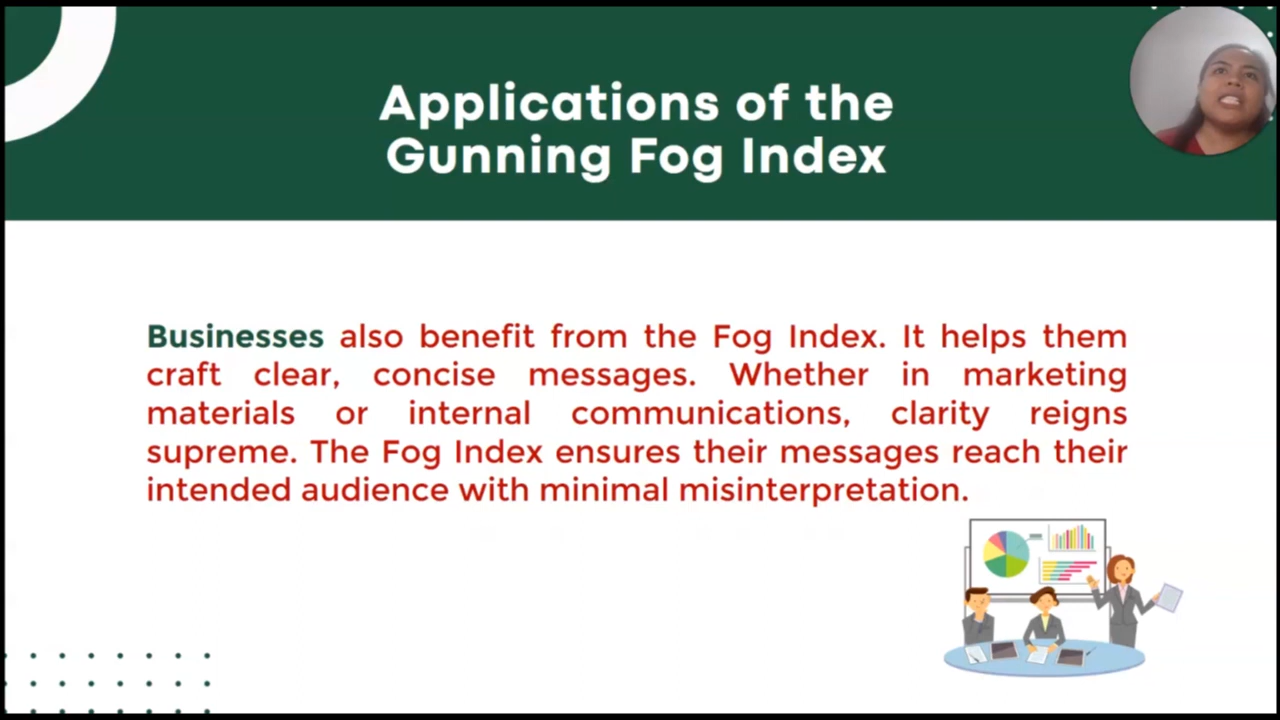 Applications of the
Gunning Fog Index
Businesses also benefit from the Fog Index. It helps them
craft clear, concise messages. Whether in marketing
materials or internal communications, clarity reigns
supreme. The Fog Index ensures their messages reach their
intended audience with minimal misinterpretation.